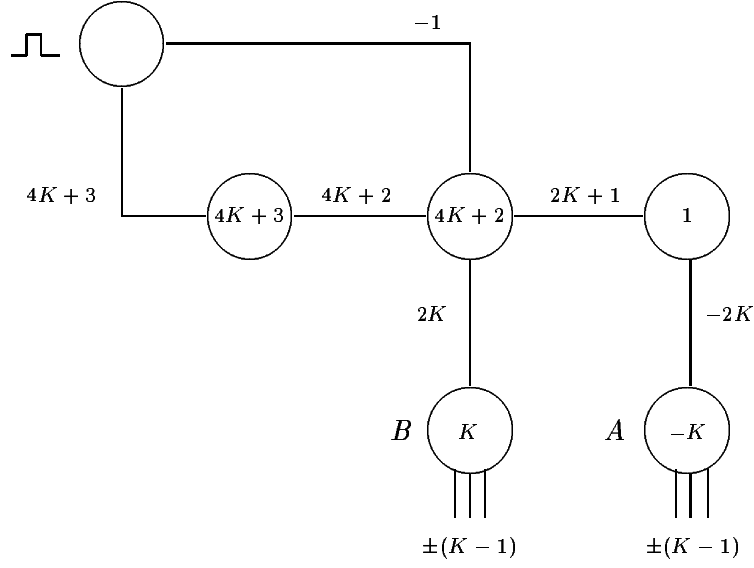 −1
4K + 3 4K + 2 2K + 1
4K + 3 4K + 2 1
2K −2K
B K A −K
±(K − 1) ±(K − 1)